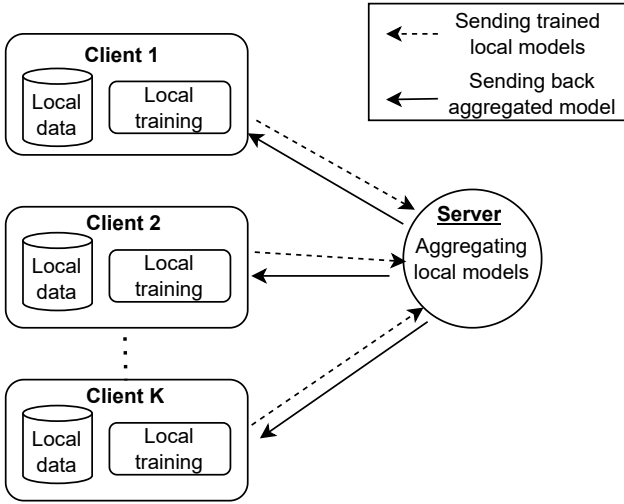 Client 1
Local
data
Local
training
Sending trained
local models
Sending back
aggregated model
Client 2
Local
data
Local
training
Server
Aggregating
local models
Client K
Local
data
Local
training